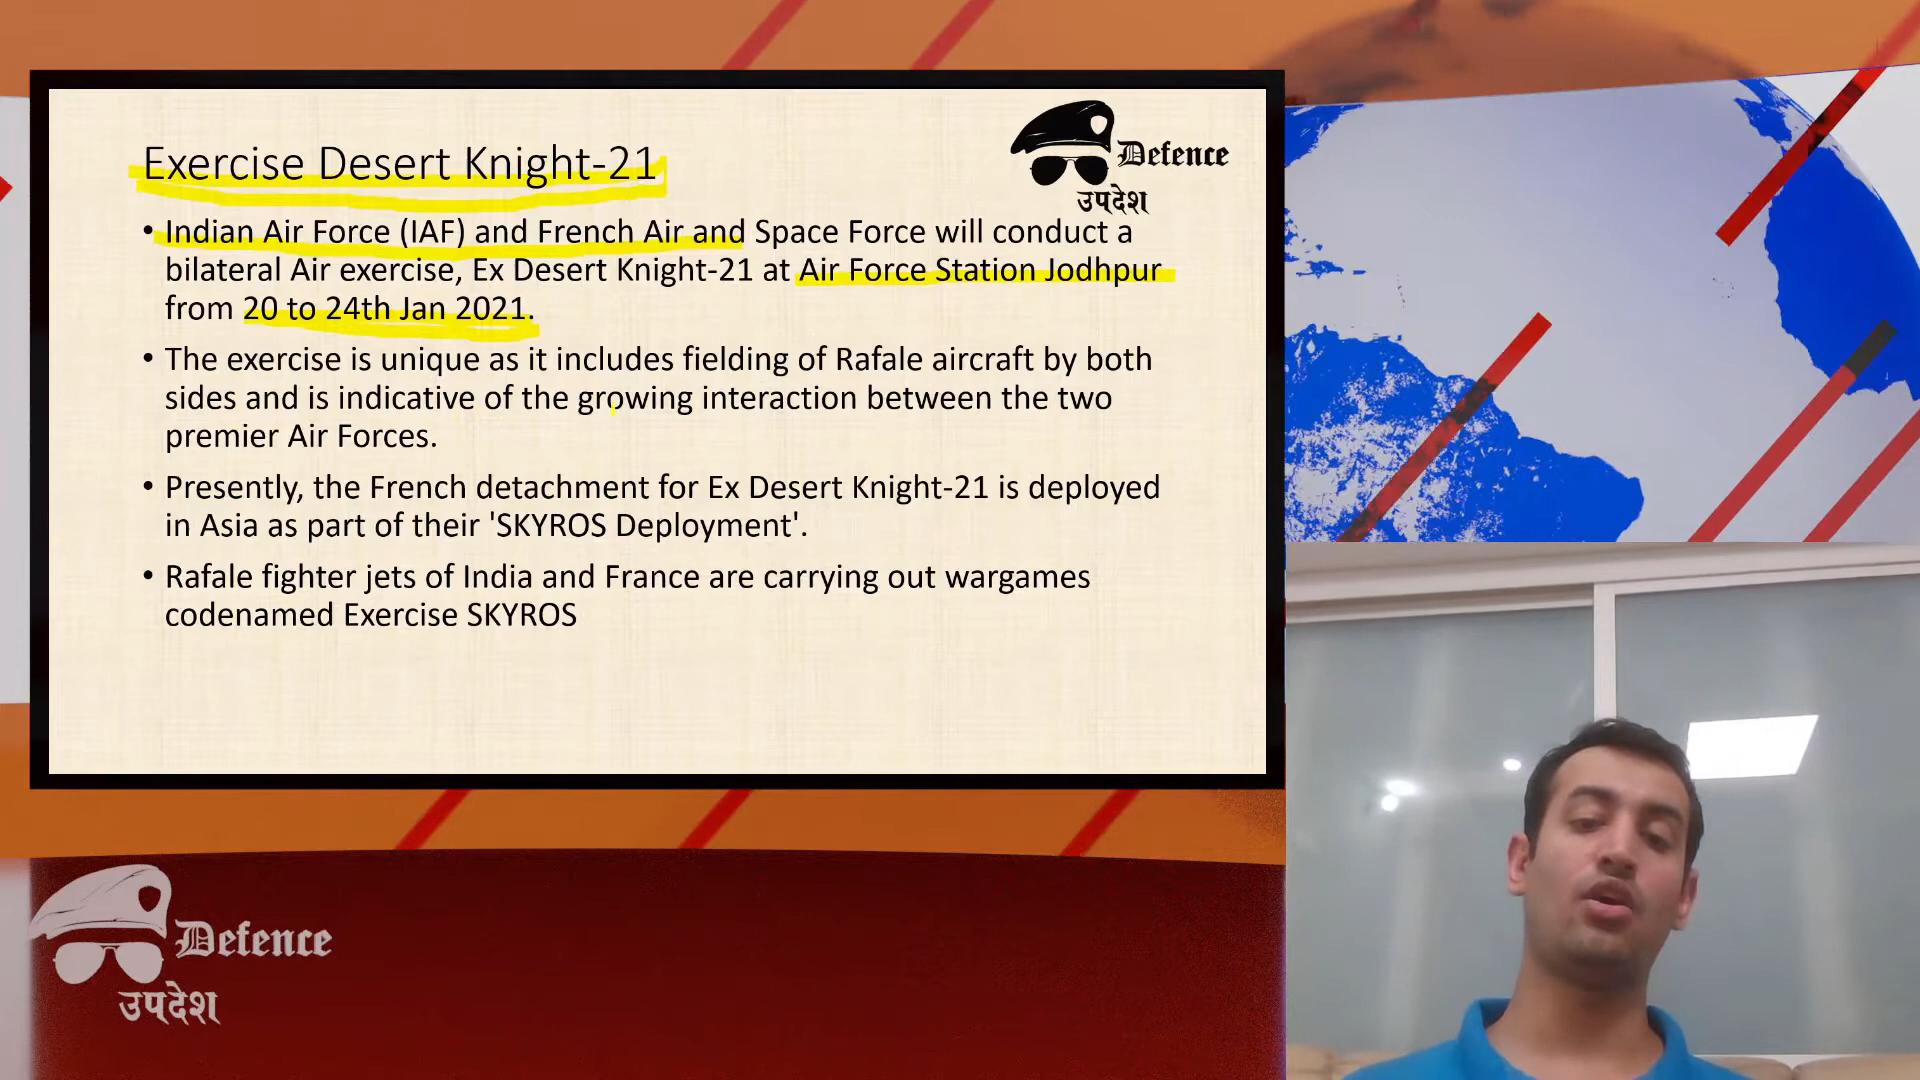 Exercise Desert Knight-21
Defence
उपदेश
• Indian Air Force (IAF) and French Air and Space Force will conduct a
bilateral Air exercise, Ex Desert Knight-21 at Air Force Station Jodhpur
from 20 to 24th Jan 2021.
• The exercise is unique as it includes fielding of Rafale aircraft by both
sides and is indicative of the growing interaction between the two
premier Air Forces.
• Presently, the French detachment for Ex Desert Knight-21 is deployed
in Asia as part of their 'SKYROS Deployment'.
• Rafale fighter jets of India and France are carrying out wargames
codenamed Exercise SKYROS
Defence
उपदेश